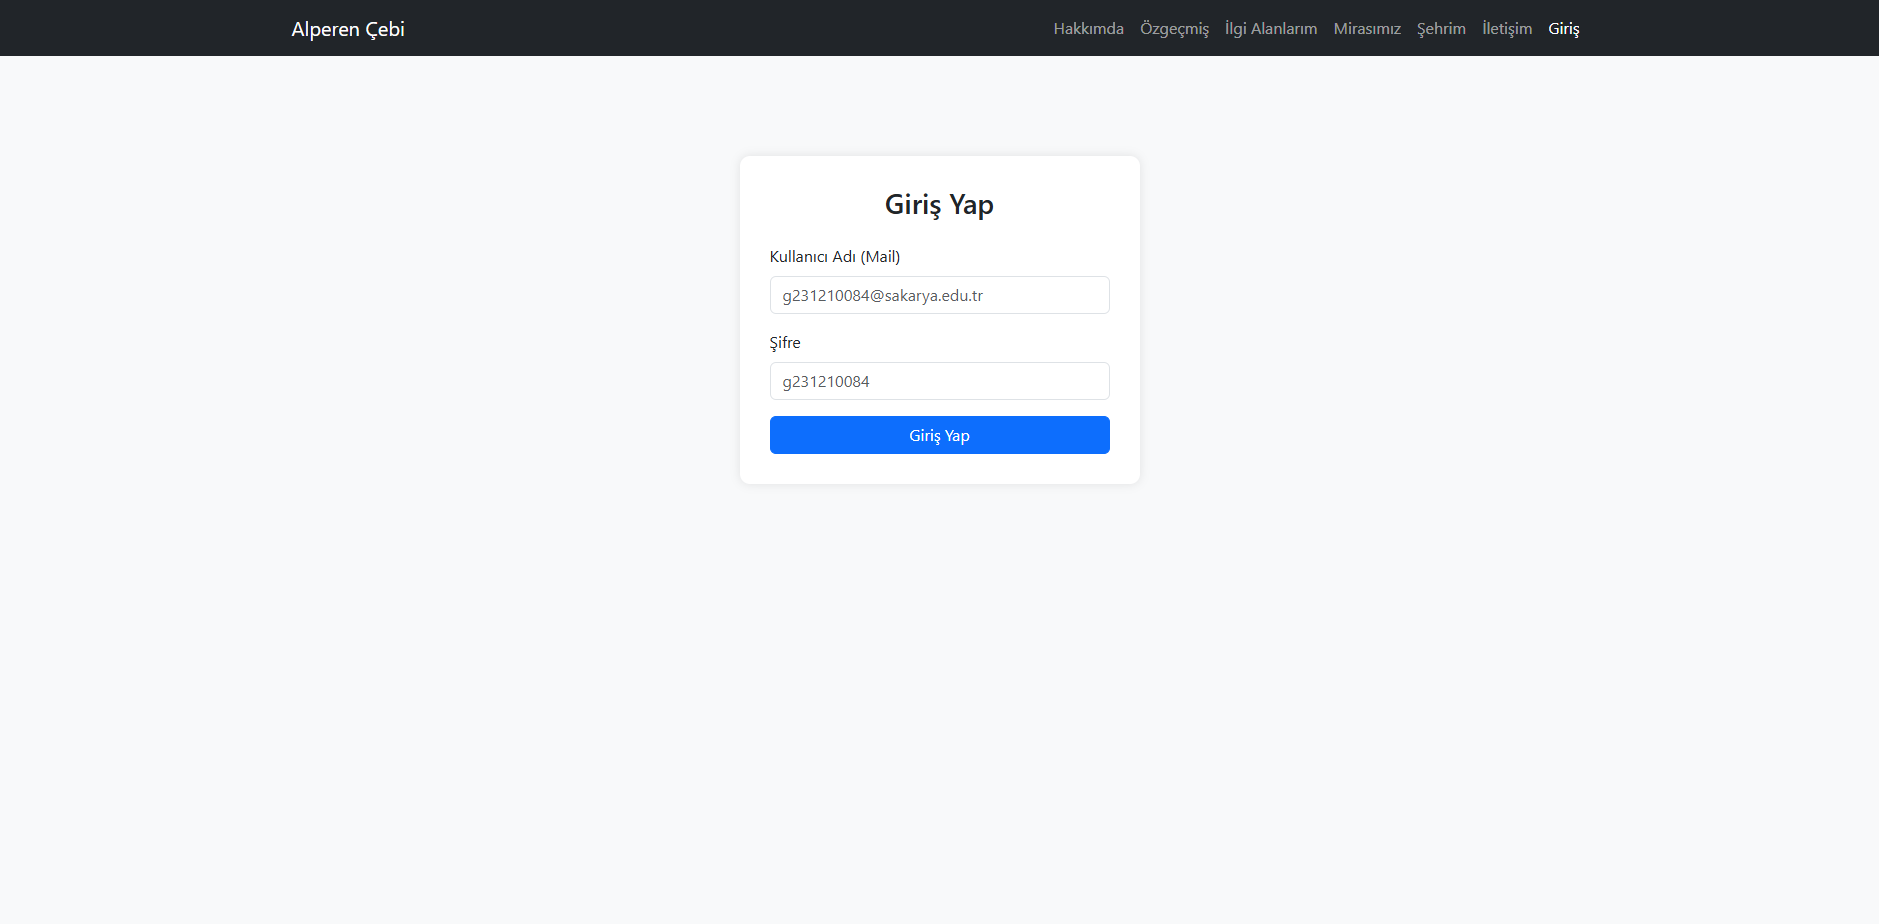 Alperen Çebi
Hakkımda Özgeçmiş İlgi Alanlarım Mirasımız Şehrim İletişim Giriş
Giriş Yap
Kullanıcı Adı (Mail)
g231210084@sakarya.edu.tr
Şifre
g231210084
Giriş Yap